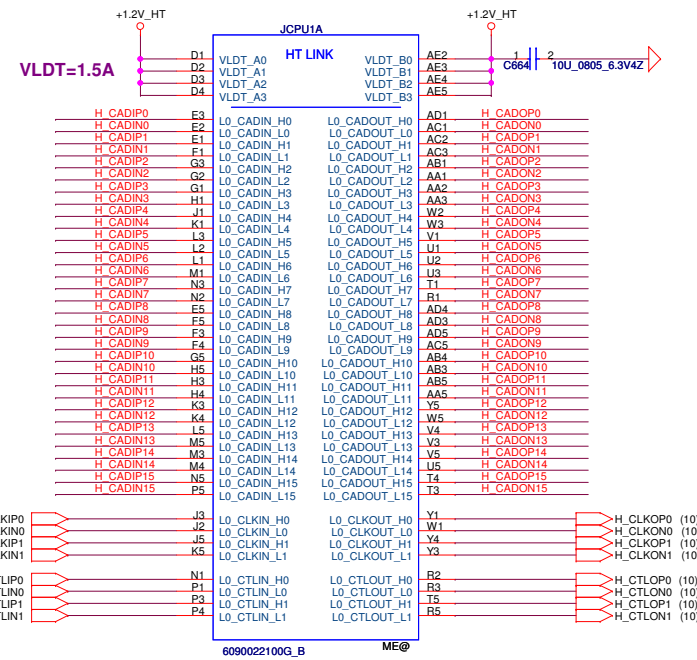 +1.2V_HT +1.2V_HT
JCPU1A
HT LINK
VLDT=1.5A
D1 VLDT_A0 VLDT_B0 AE2
D2 VLDT_A1 VLDT_B1 AE3
D3 VLDT_A2 VLDT_B2 AE4
D4 VLDT_A3 VLDT_B3 AE5
1 2
C664 10U_0805_6.3V4Z
H_CADIP0 E3 L0_CADIN_H0 L0_CADOUT_H0 AD1 H_CADOP0
H_CADIN0 E2 L0_CADIN_L0 L0_CADOUT_L0 AC1 H_CADON0
H_CADIP1 E1 L0_CADIN_H1 L0_CADOUT_H1 AC2 H_CADOP1
H_CADIN1 F1 L0_CADIN_L1 L0_CADOUT_L1 AC3 H_CADON1
H_CADIP2 G3 L0_CADIN_H2 L0_CADOUT_H2 AB1 H_CADOP2
H_CADIN2 G2 L0_CADIN_L2 L0_CADOUT_L2 AA1 H_CADON2
H_CADIP3 G1 L0_CADIN_H3 L0_CADOUT_H3 AA2 H_CADOP3
H_CADIN3 H1 L0_CADIN_L3 L0_CADOUT_L3 AA3 H_CADON3
H_CADIP4 J1 L0_CADIN_H4 L0_CADOUT_H4 W2 H_CADOP4
H_CADIN4 K1 L0_CADIN_L4 L0_CADOUT_L4 W3 H_CADON4
H_CADIP5 L3 L0_CADIN_H5 L0_CADOUT_H5 V1 H_CADOP5
H_CADIN5 L2 L0_CADIN_L5 L0_CADOUT_L5 U1 H_CADON5
H_CADIP6 L1 L0_CADIN_H6 L0_CADOUT_H6 U2 H_CADOP6
H_CADIN6 M1 L0_CADIN_L6 L0_CADOUT_L6 U3 H_CADON6
H_CADIP7 N3 L0_CADIN_H7 L0_CADOUT_H7 T1 H_CADOP7
H_CADIN7 N2 L0_CADIN_L7 L0_CADOUT_L7 R1 H_CADON7
H_CADIP8 E5 L0_CADIN_H8 L0_CADOUT_H8 AD4 H_CADOP8
H_CADIN8 F5 L0_CADIN_L8 L0_CADOUT_L8 AD3 H_CADON8
H_CADIP9 F3 L0_CADIN_H9 L0_CADOUT_H9 AD5 H_CADOP9
H_CADIN9 F4 L0_CADIN_L9 L0_CADOUT_L9 AC5 H_CADON9
H_CADIP10 G5 L0_CADIN_H10 L0_CADOUT_H10 AB4 H_CADOP10
H_CADIN10 H5 L0_CADIN_L10 L0_CADOUT_L10 AB3 H_CADON10
H_CADIP11 H3 L0_CADIN_H11 L0_CADOUT_H11 AB5 H_CADOP11
H_CADIN11 H4 L0_CADIN_L11 L0_CADOUT_L11 AA5 H_CADON11
H_CADIP12 K3 L0_CADIN_H12 L0_CADOUT_H12 Y5 H_CADOP12
H_CADIN12 K4 L0_CADIN_L12 L0_CADOUT_L12 W5 H_CADON12
H_CADIP13 L5 L0_CADIN_H13 L0_CADOUT_H13 V4 H_CADOP13
H_CADIN13 M5 L0_CADIN_L13 L0_CADOUT_L13 V3 H_CADON13
H_CADIP14 M3 L0_CADIN_H14 L0_CADOUT_H14 V5 H_CADOP14
H_CADIN14 M4 L0_CADIN_L14 L0_CADOUT_L14 U5 H_CADON14
H_CADIP15 N5 L0_CADIN_H15 L0_CADOUT_H15 T4 H_CADOP15
H_CADIN15 P5 L0_CADIN_L15 L0_CADOUT_L15 T3 H_CADON15
KIP0 J3 L0_CLKIN_H0 L0_CLKOUT_H0 Y1 H_CLKOP0 (10)
KIN0 J2 L0_CLKIN_L0 L0_CLKOUT_L0 W1 H_CLKON0 (10
KIP1 J5 L0_CLKIN_H1 L0_CLKOUT_H1 Y4 H_CLKOP1 (10)
KIN1 K5 L0_CLKIN_L1 L0_CLKOUT_L1 Y3 H_CLKON1 (10
TLIP0 N1 L0_CTLIN_H0 L0_CTLOUT_H0 R2 H_CTLOP0 (10)
TLIN0 P1 L0_CTLIN_L0 L0_CTLOUT_L0 R3 H_CTLON0 (10)
TLIP1 P3 L0_CTLIN_H1 L0_CTLOUT_H1 T5 H_CTLOP1 (10)
TLIN1 P4 L0_CTLIN_L1 L0_CTLOUT_L1 R5 H_CTLON1 (10)
6090022100G_B ME@